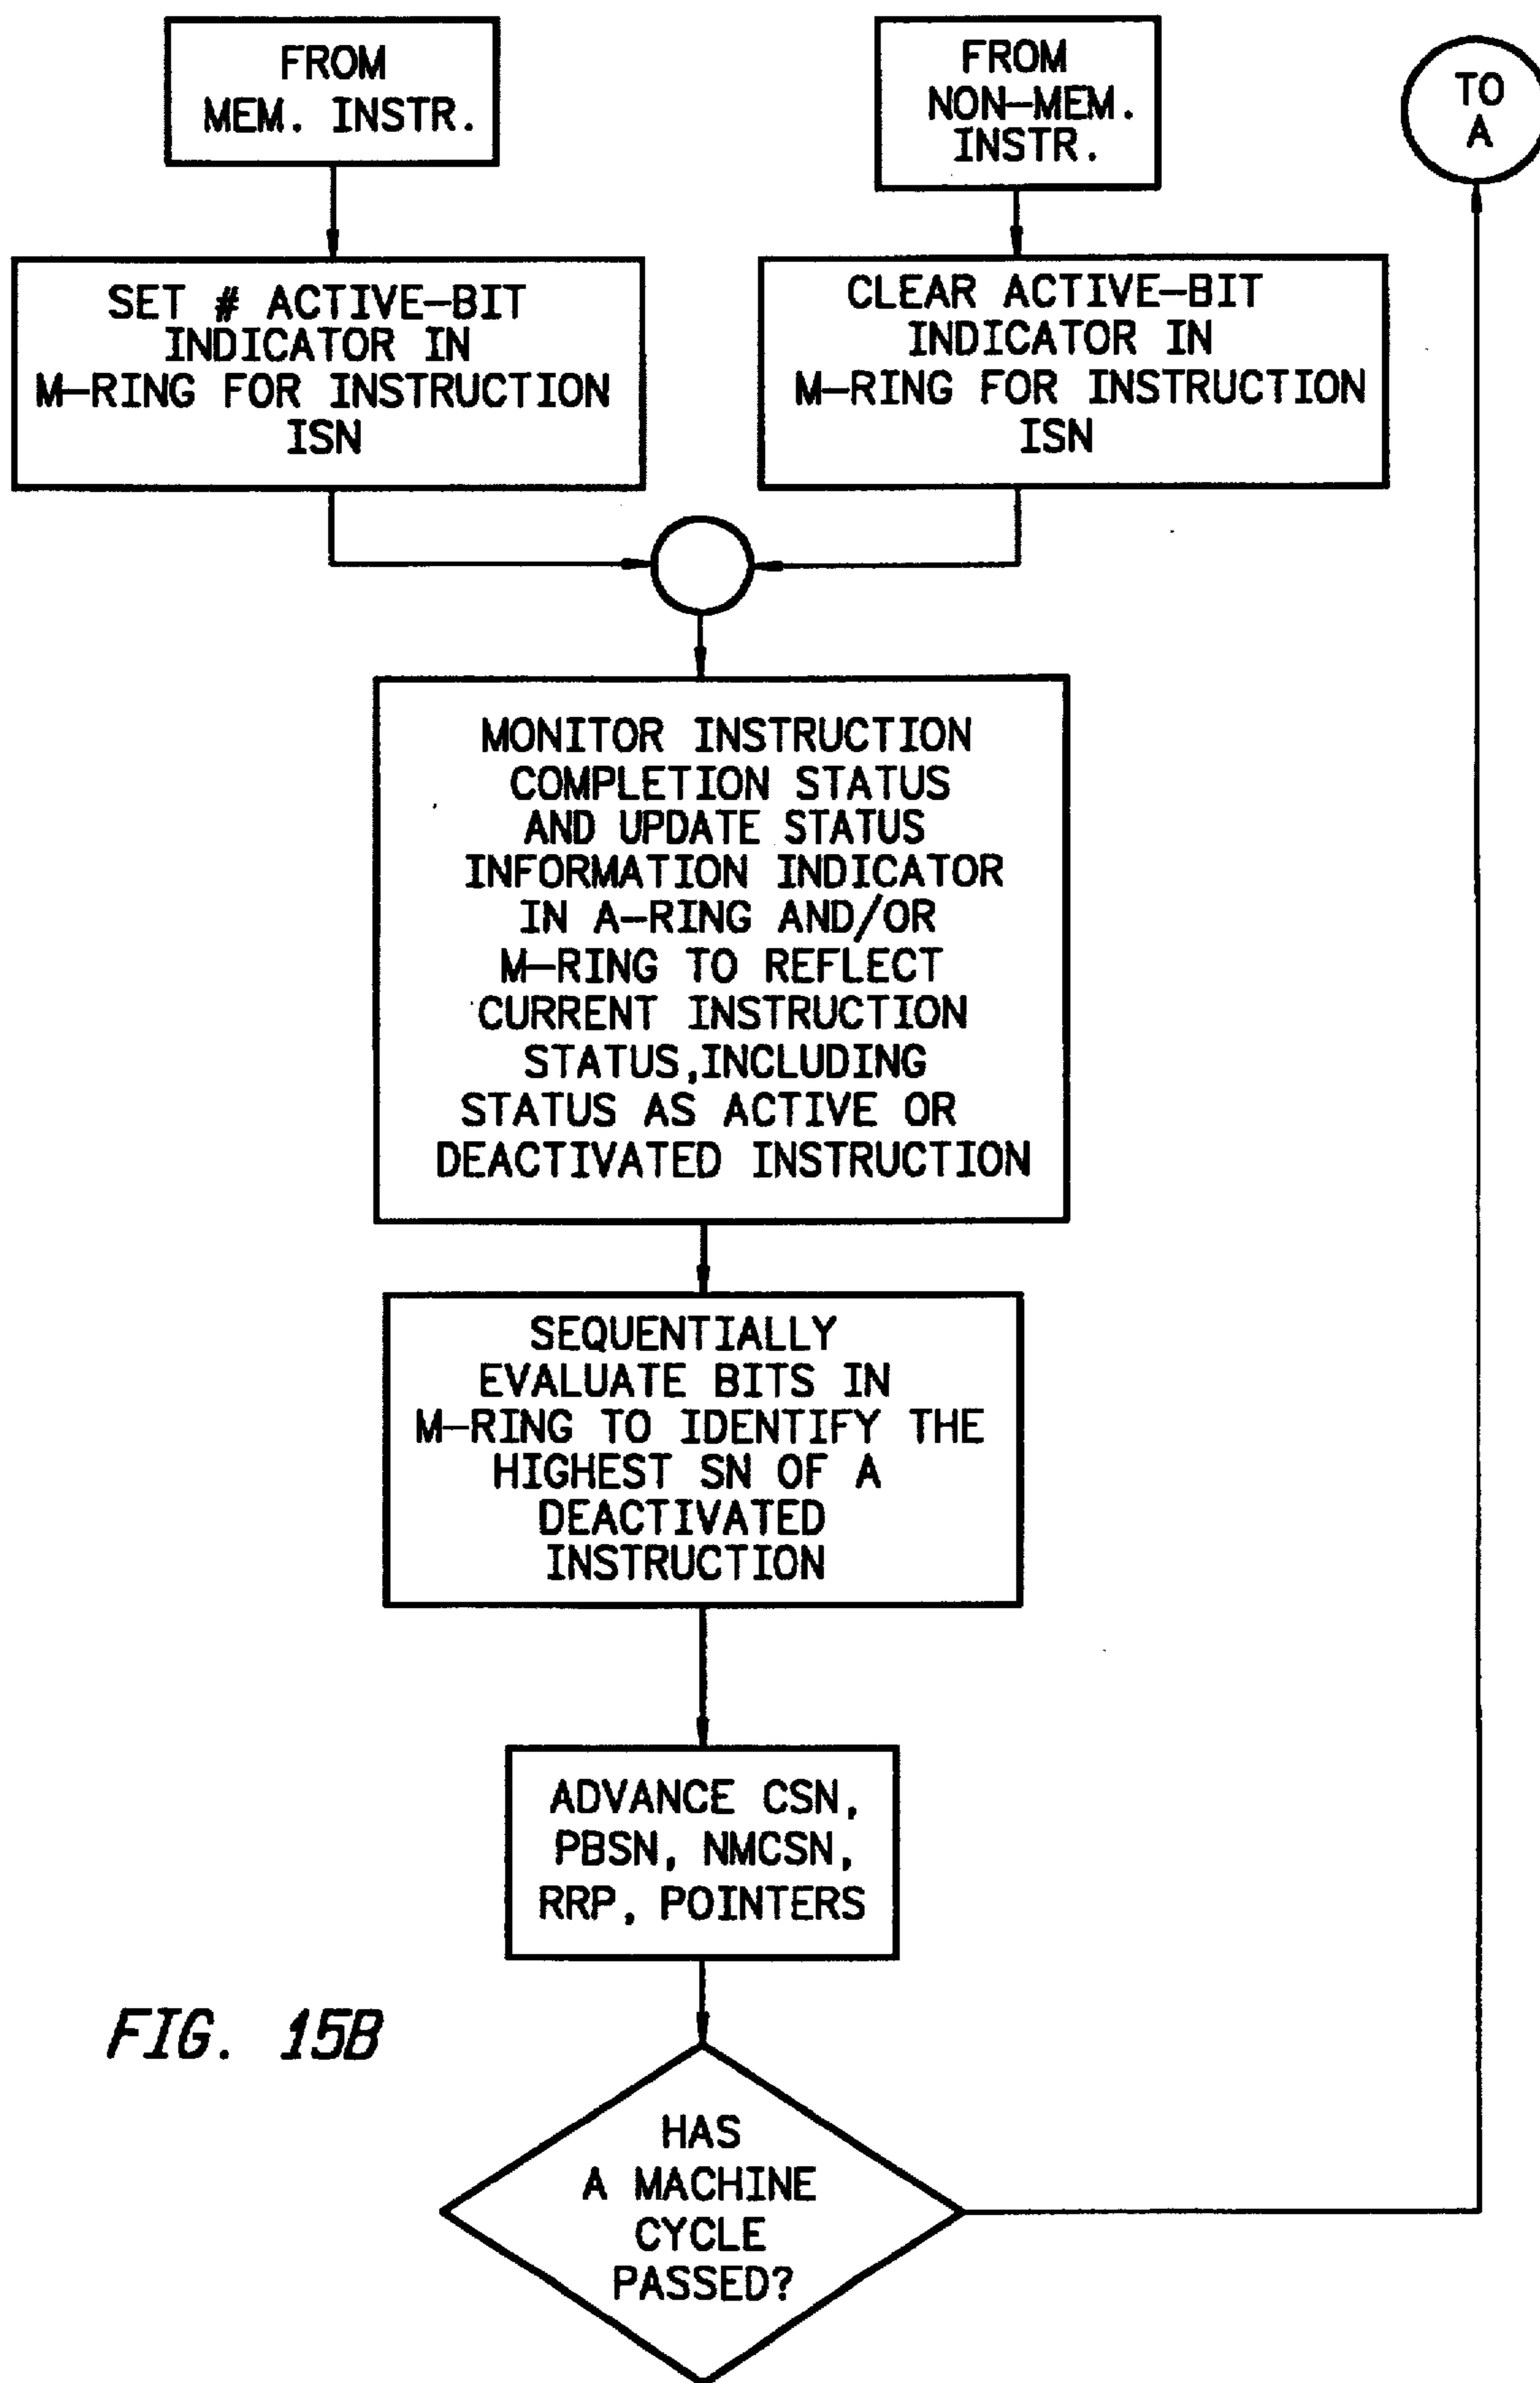 FROM
MEM. INSTR.
FROM
NON-MEM.
INSTR.
TO
A
SET # ACTIVE-BIT
INDICATOR IN
M-RING FOR INSTRUCTION
ISN
CLEAR ACTIVE-BIT
INDICATOR IN
M-RING FOR INSTRUCTION
ISN
MONITOR INSTRUCTION
COMPLETION STATUS
AND UPDATE STATUS
INFORMATION INDICATOR
IN A-RING AND/OR
M-RING TO REFLECT
CURRENT INSTRUCTION
STATUS,INCLUDING
STATUS AS ACTIVE OR
DEACTIVATED INSTRUCTION
SEQUENTIALLY
EVALUATE BITS IN
M-RING TO IDENTIFY THE
HIGHEST SN OF A
DEACTIVATED
INSTRUCTION
ADVANCE CSN,
PBSN, NMCSN,
RRP, POINTERS
HAS
A MACHINE
CYCLE
PASSED?
FIG. 15B